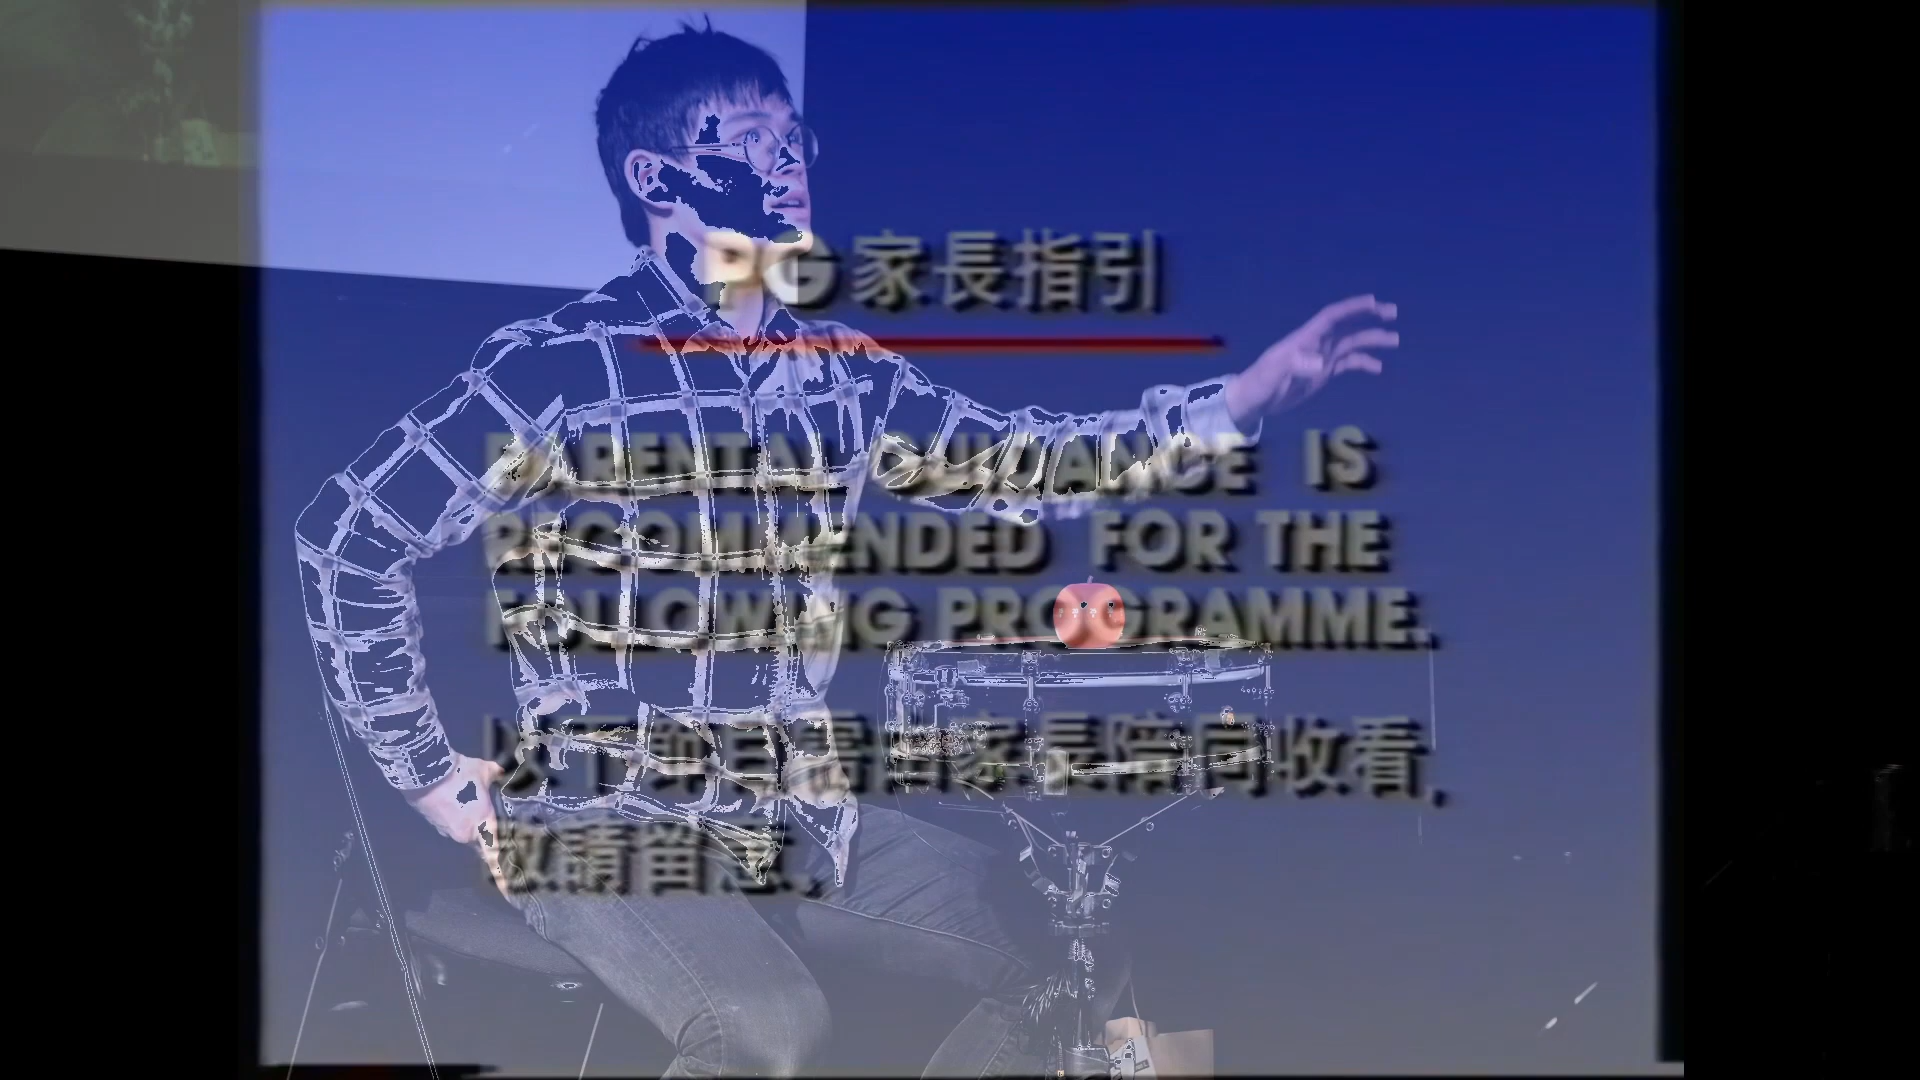 PG家長指引
PARENTAL GUIDANCE IS
RECOMMENDED FOR THE
FOLLOWING PROGRAMME.
以下節目需由家長陪同收看，
敬請留意。